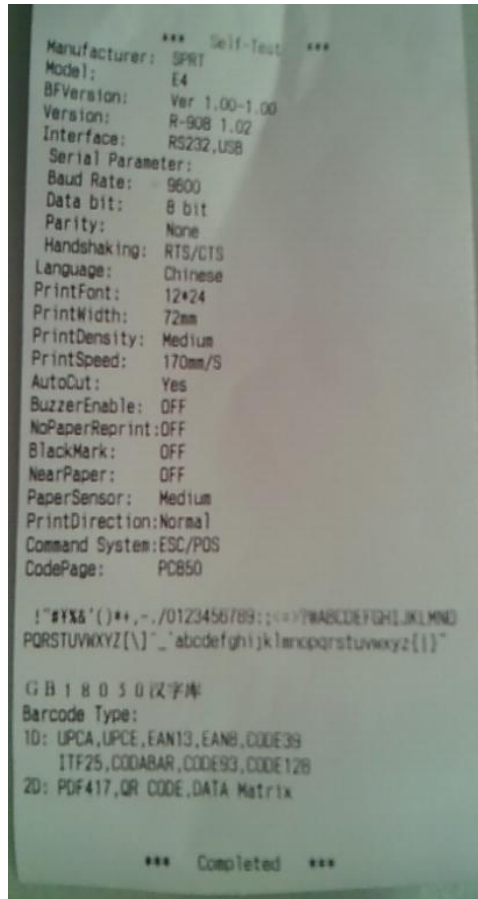 *** Self-Test ***
Manufacturer: SPRT
Model: E4
BFVersion: Ver 1.00-1.00
Version: R-908 1.02
Interface: RS232,USB
Serial Parameter:
Baud Rate: 9600
Data bit: 8 bit
Parity: None
Handshaking: RTS/CTS
Language: Chinese
PrintFont: 12*24
PrintWidth: 72mm
PrintDensity: Medium
PrintSpeed: 170mm/S
AutoCut: Yes
BuzzerEnable: OFF
NoPaperReprint:OFF
BlackMark: OFF
NearPaper: OFF
PaperSensor: Medium
PrintDirection:Normal
Command System:ESC/POS
CodePage: PC850
!"#¥%&'()*+,-./0123456789:;<=>?@ABCDEFGHIJKLMNO
PQRSTUVWXYZ[\]^_`abcdefghijklmnopqrstuvwxyz{|}~
GB18030汉字库
Barcode Type:
1D: UPCA,UPCE,EAN13,EAN8,CODE39
ITF25,CODABAR,CODE93,CODE128
2D: PDF417,QR CODE,DATA Matrix
*** Completed ***